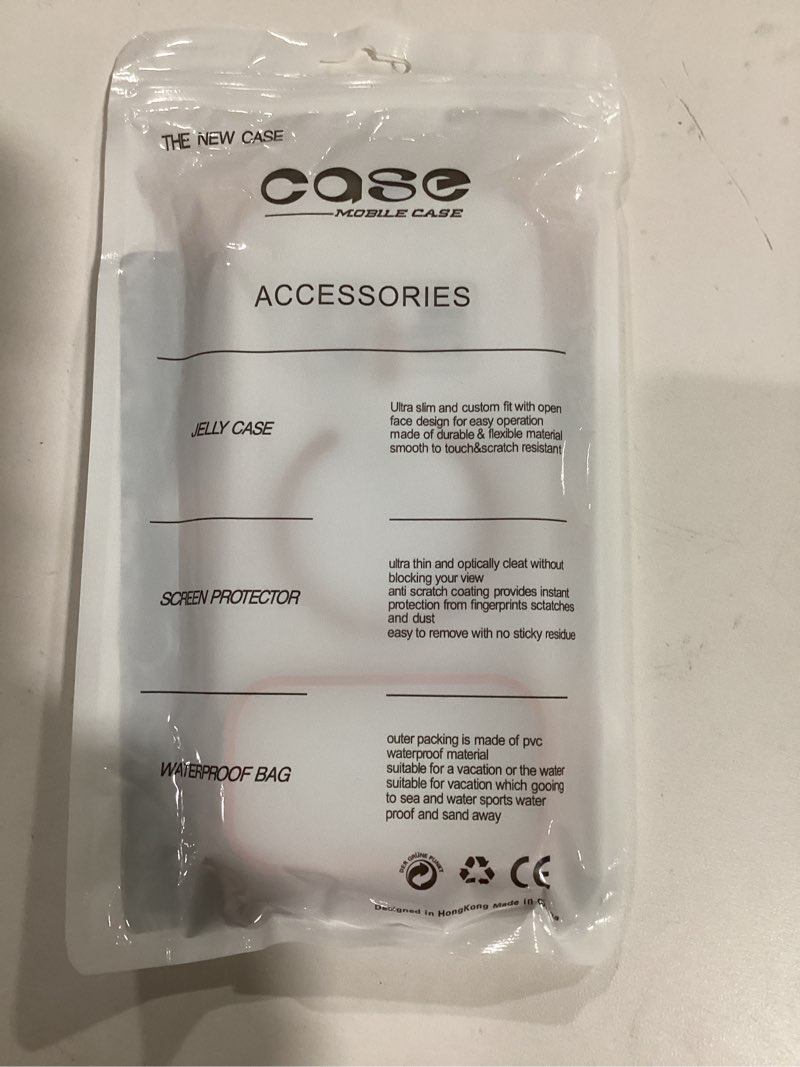 THE NEW CASE
case
MOBILE CASE
ACCESSORIES
JELLY CASE
Ultra slim and custom fit with open
face design for easy operation
made of durable & flexible material
smooth to touch&scratch resistant
SCREEN PROTECTOR
ultra thin and optically cleat without
blocking your view
anti scratch coating provides instant
protection from fingerprints sctatches
and dust
easy to remove with no sticky residue
WATERPROOF BAG
outer packing is made of pvc
waterproof material
suitable for a vacation or the water
suitable for vacation which gooing
to sea and water sports water
proof and sand away
DER GRÜNE PUNKT
CE
Designed in HongKong Made in